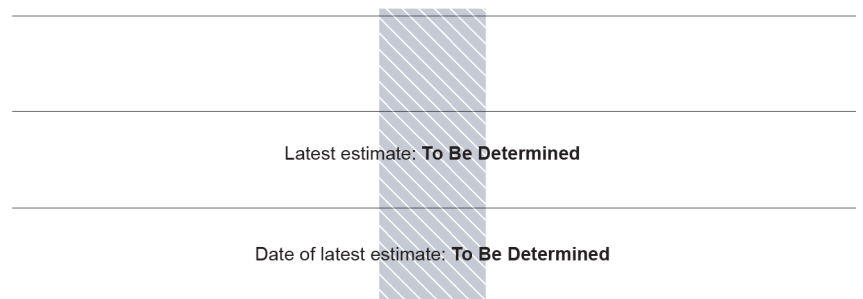 Latest estimate: To Be Determined
Date of latest estimate: To Be Determined